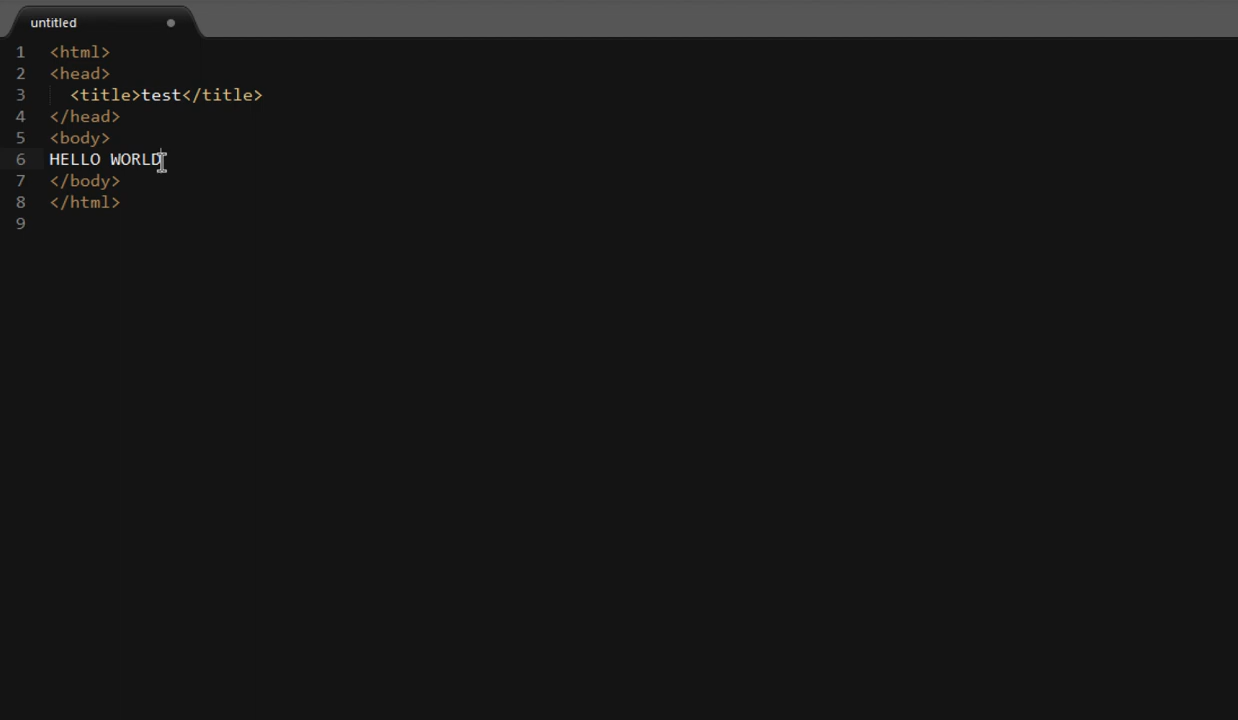 untitled
1 <html>
2 <head>
3   <title>test</title>
4 </head>
5 <body>
6 HELLO WORLD
7 </body>
8 </html>
9